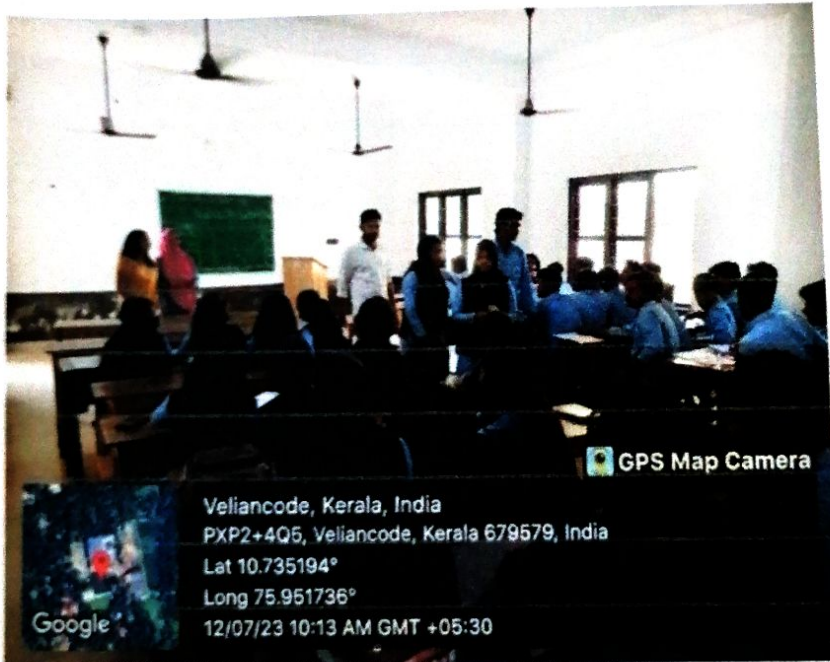 GPS Map Camera
Veliancode, Kerala, India
PXP2+4Q5, Veliancode, Kerala 679579, India
Lat 10.735194°
Long 75.951736°
12/07/23 10:13 AM GMT +05:30
Google